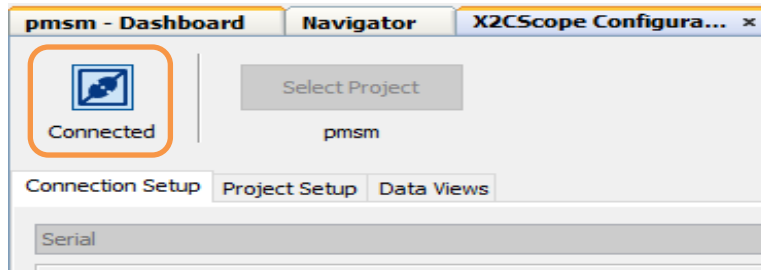 pmsm - Dashboard Navigator X2CScope Configura... ×
Select Project
Connected pmsm
Connection Setup Project Setup Data Views
Serial